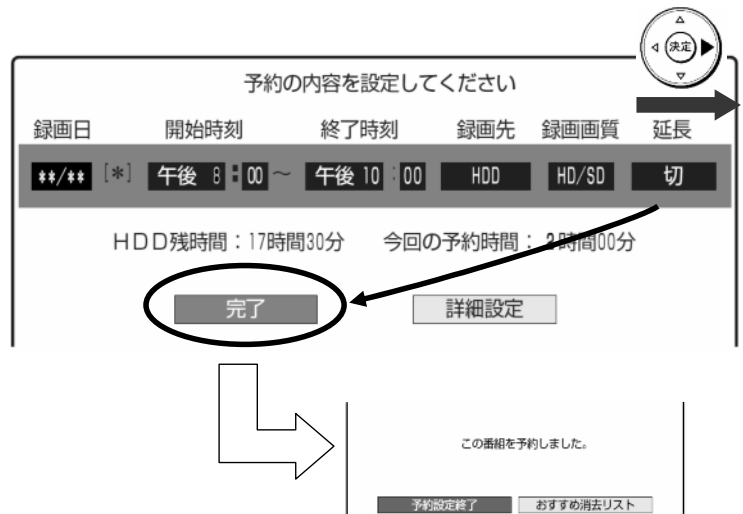 決定
予約の内容を設定してください
録画日 開始時刻 終了時刻 録画先 録画画質 延長
**/** [*] 午後 8:00～ 午後 10:00 HDD HD/SD 切
HDD残時間：17時間30分 今回の予約時間：2時間00分
完了 詳細設定
この番組を予約しました。
予約設定終了 おすすめ消去リスト